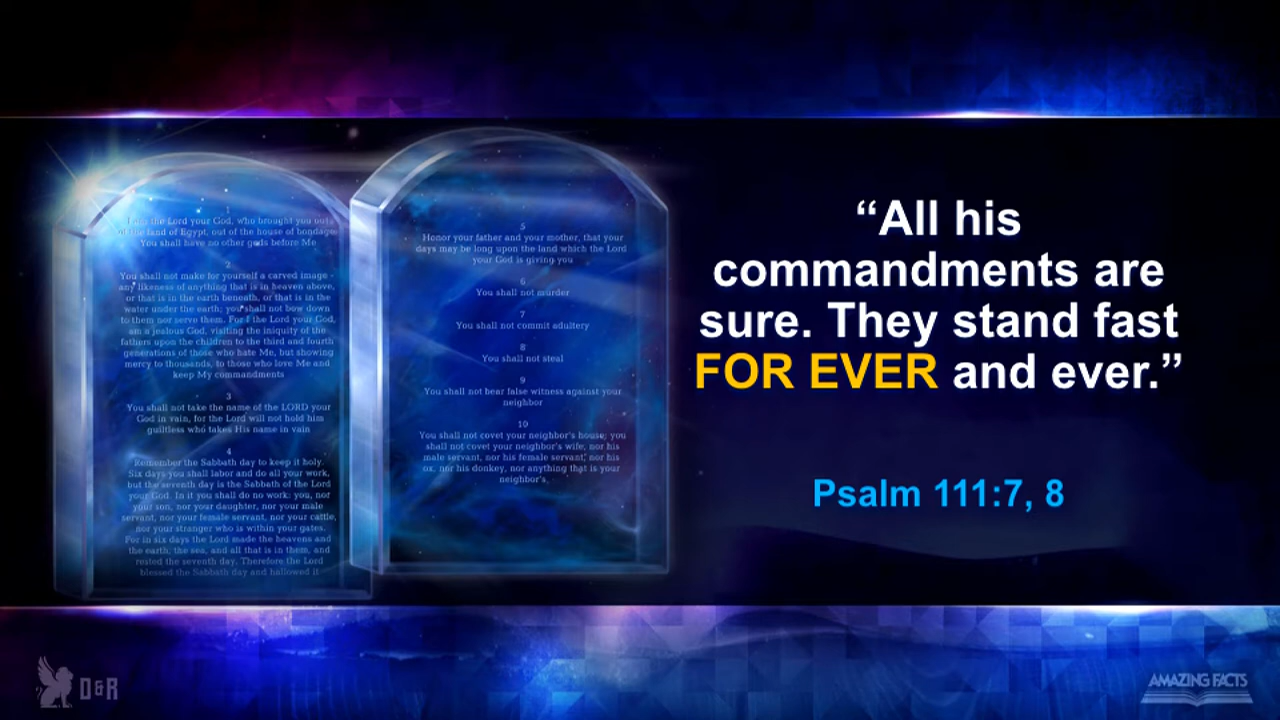 1
I am the Lord your God, who brought you out
of the land of Egypt, out of the house of bondage
You shall have no other gods before Me
2
You shall not make for yourself a carved image -
any likeness of anything that is in heaven above,
or that is in the earth beneath, or that is in the
water under the earth; you shall not bow down
to them nor serve them. For I the Lord your God,
am a jealous God, visiting the iniquity of the
fathers upon the children to the third and fourth
generations of those who hate Me, but showing
mercy to thousands, to those who love Me and
keep My commandments
3
You shall not take the name of the LORD your
God in vain, for the Lord will not hold him
guiltless who takes His name in vain
4
Remember the Sabbath day to keep it holy.
Six days you shall labor and do all your work,
but the seventh day is the Sabbath of the Lord
your God. In it you shall do no work: you, nor
your son, nor your daughter, nor your male
servant, nor your female servant, nor your cattle,
nor your stranger who is within your gates.
For in six days the Lord made the heavens and
the earth, the sea, and all that is in them, and
rested the seventh day. Therefore the Lord
blessed the Sabbath day and hallowed it
5
Honor your father and your mother, that your
days may be long upon the land which the Lord
your God is giving you
6
You shall not murder
7
You shall not commit adultery
8
You shall not steal
9
You shall not bear false witness against your
neighbor
10
You shall not covet your neighbor's house; you
shall not covet your neighbor's wife, nor his
male servant, nor his female servant, nor his
ox, nor his donkey, nor anything that is your
neighbor's.
“All his
commandments are
sure. They stand fast
FOR EVER and ever.”
Psalm 111:7, 8
D&R
AMAZING FACTS